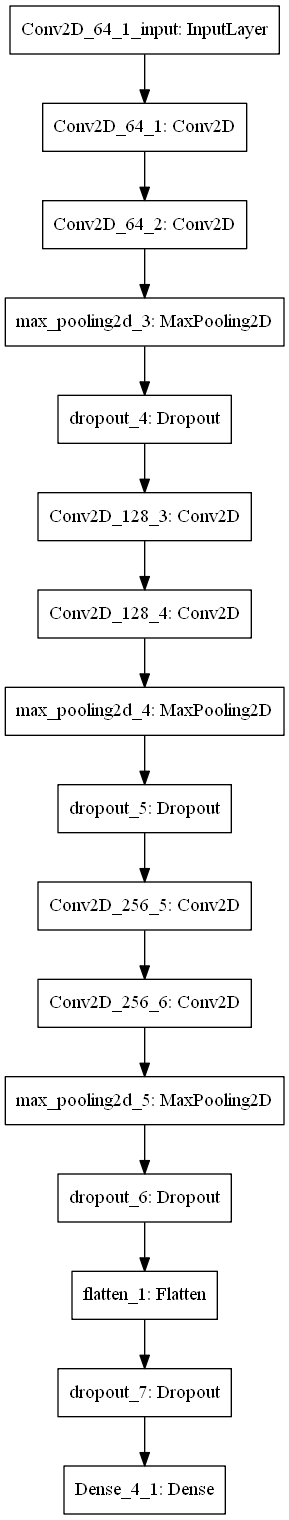 Conv2D_64_1_input: InputLayer
Conv2D_64_1: Conv2D
Conv2D_64_2: Conv2D
max_pooling2d_3: MaxPooling2D
dropout_4: Dropout
Conv2D_128_3: Conv2D
Conv2D_128_4: Conv2D
max_pooling2d_4: MaxPooling2D
dropout_5: Dropout
Conv2D_256_5: Conv2D
Conv2D_256_6: Conv2D
max_pooling2d_5: MaxPooling2D
dropout_6: Dropout
flatten_1: Flatten
dropout_7: Dropout
Dense_4_1: Dense